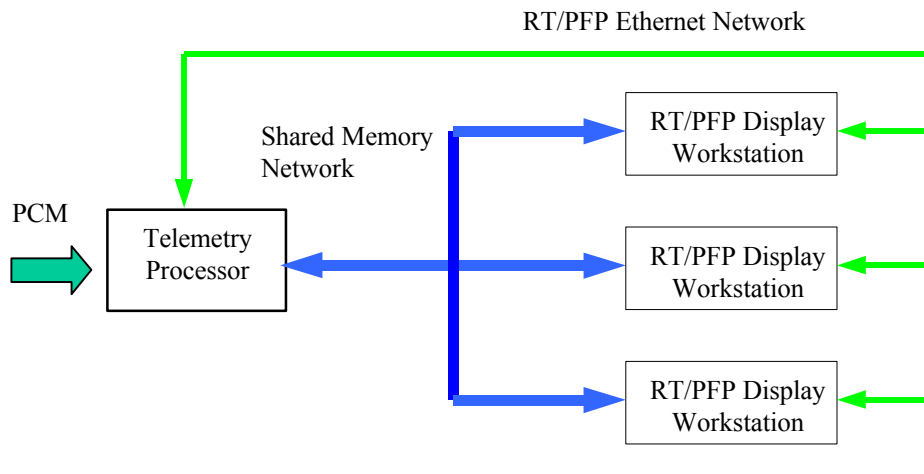 RT/PFP Ethernet Network
Shared Memory
Network
PCM
Telemetry
Processor
RT/PFP Display
Workstation
RT/PFP Display
Workstation
RT/PFP Display
Workstation